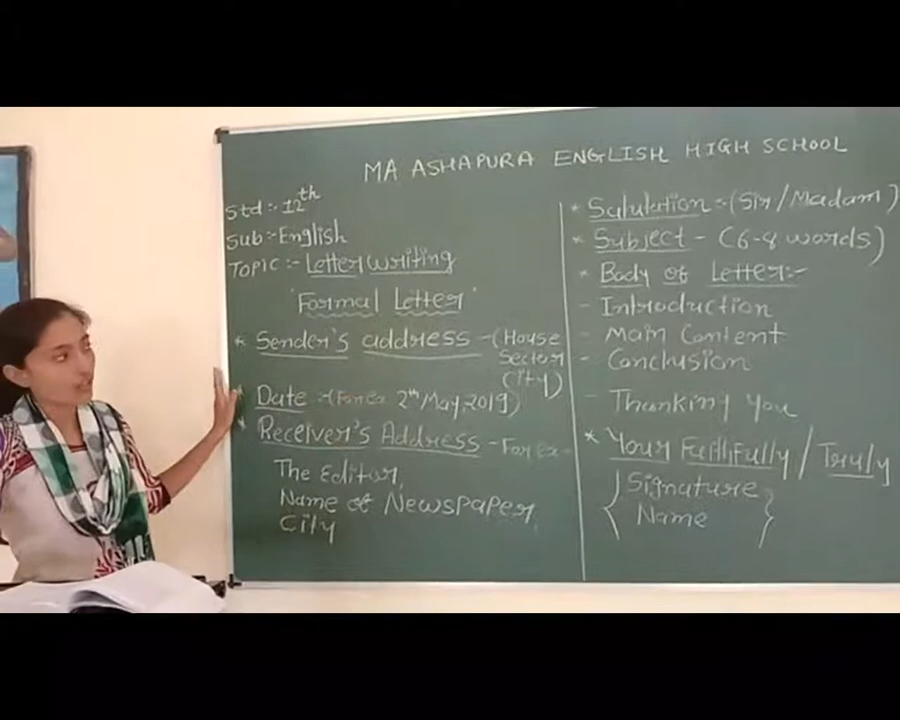 MA ASHAPURA ENGLISH HIGH SCHOOL
Std :- 12th
Sub :- English
TOPIC :- Letter writing
"Formal Letter"
* Sender's address - (House
Sector
City)
* Date :- (For ex 2th May, 2019)
* Receiver's Address - For ex -
The Editor,
Name of Newspaper,
City
* Salutation :- (Sir/Madam)
* Subject - (6-8 words)
* Body of Letter:-
- Introduction
- Main Content
- Conclusion
- Thanking you
* Your Faithfully / Truly
Signature
Name